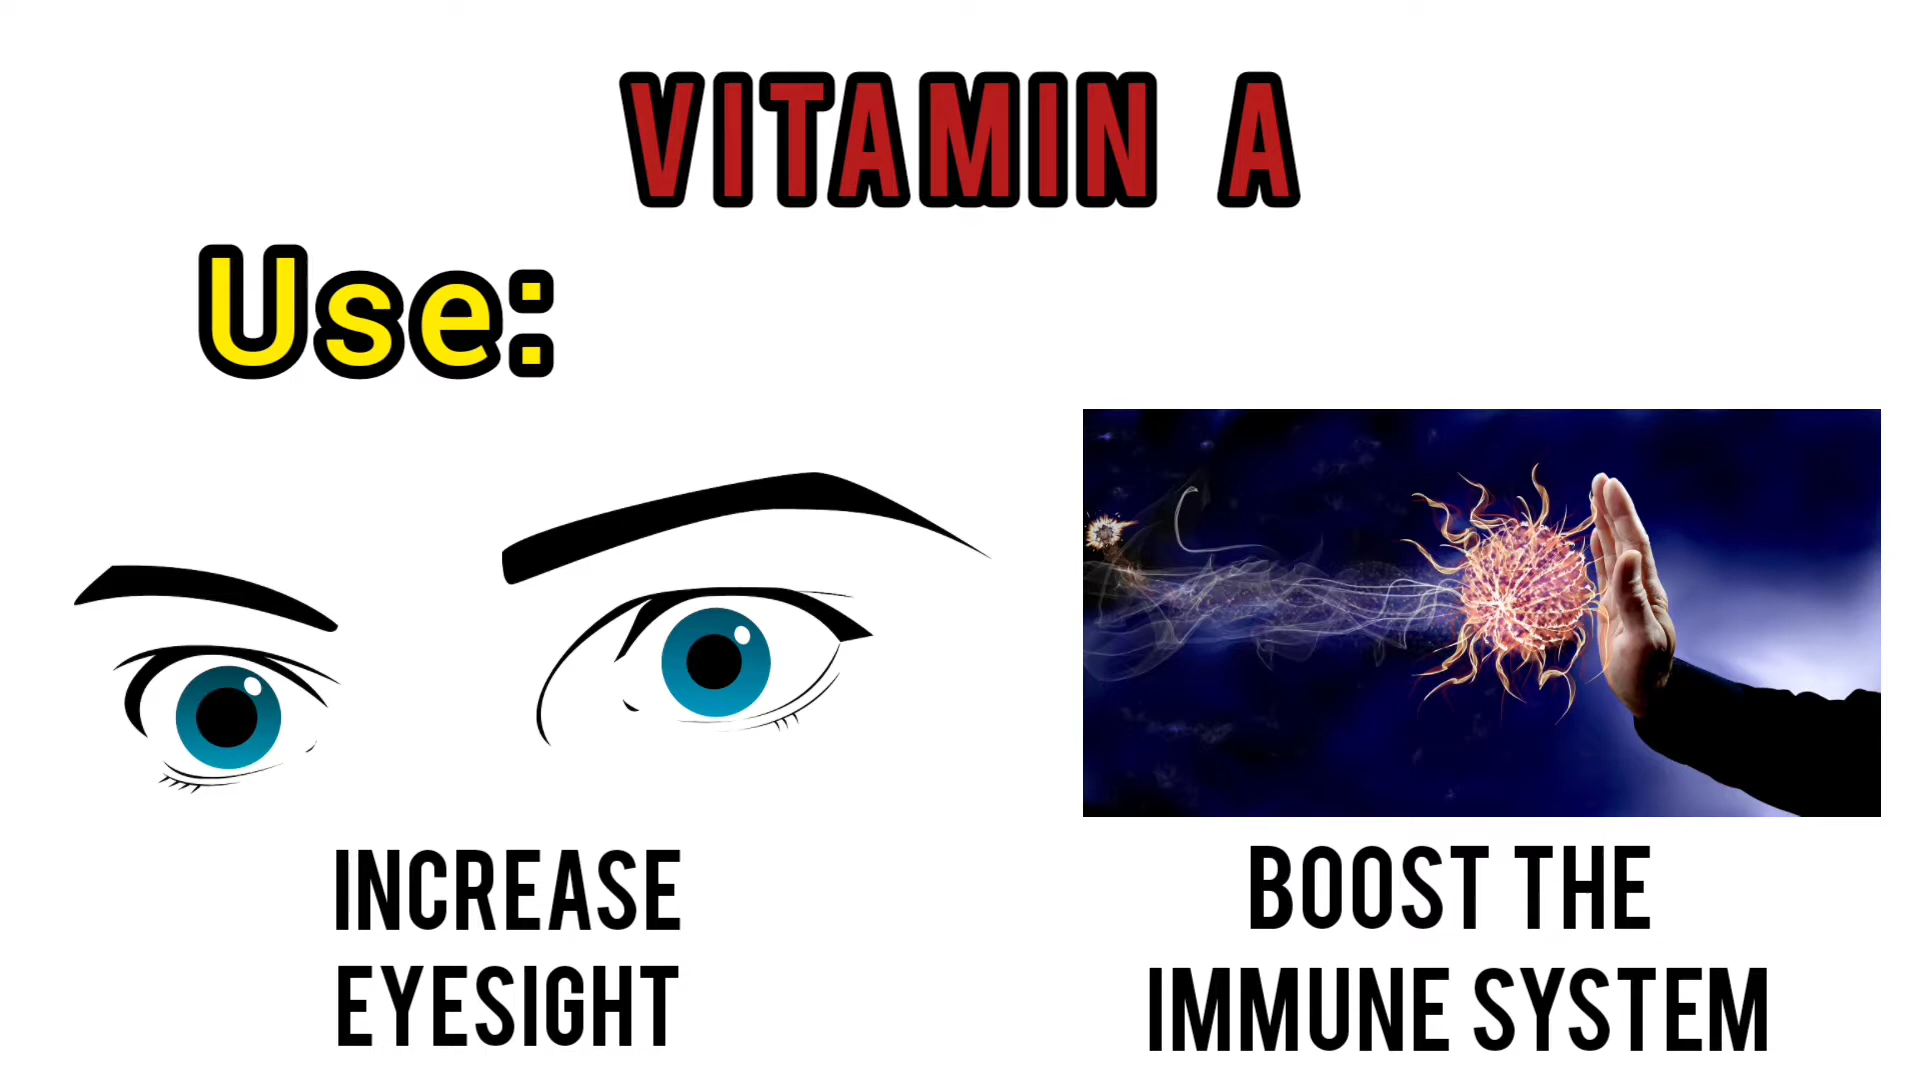 VITAMIN A
Use:
INCREASE
EYESIGHT
BOOST THE
IMMUNE SYSTEM